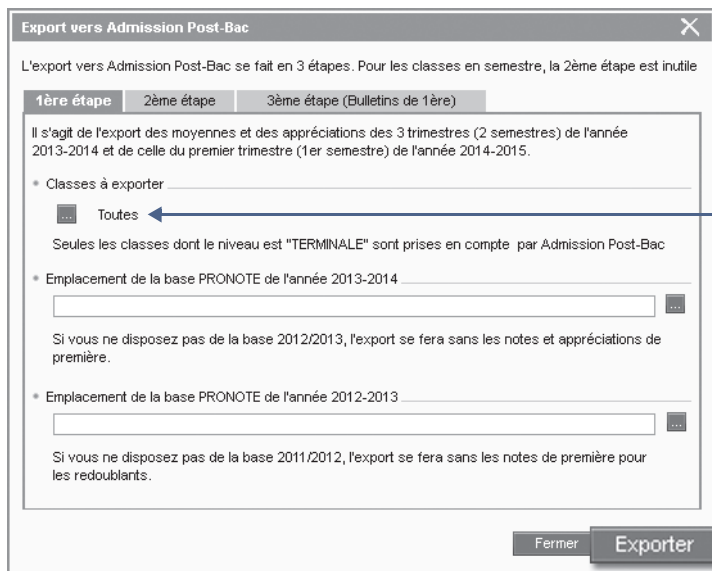 Export vers Admission Post-Bac
L'export vers Admission Post-Bac se fait en 3 étapes. Pour les classes en semestre, la 2ème étape est inutile
1ère étape 2ème étape 3ème étape (Bulletins de 1ère)
Il s'agit de l'export des moyennes et des appréciations des 3 trimestres (2 semestres) de l'année
2013-2014 et de celle du premier trimestre (1er semestre) de l'année 2014-2015.
Classes à exporter
... Toutes
Seules les classes dont le niveau est "TERMINALE" sont prises en compte par Admission Post-Bac
Emplacement de la base PRONOTE de l'année 2013-2014
...
Si vous ne disposez pas de la base 2012/2013, l'export se fera sans les notes et appréciations de
première.
Emplacement de la base PRONOTE de l'année 2012-2013
...
Si vous ne disposez pas de la base 2011/2012, l'export se fera sans les notes de première pour
les redoublants.
Fermer Exporter